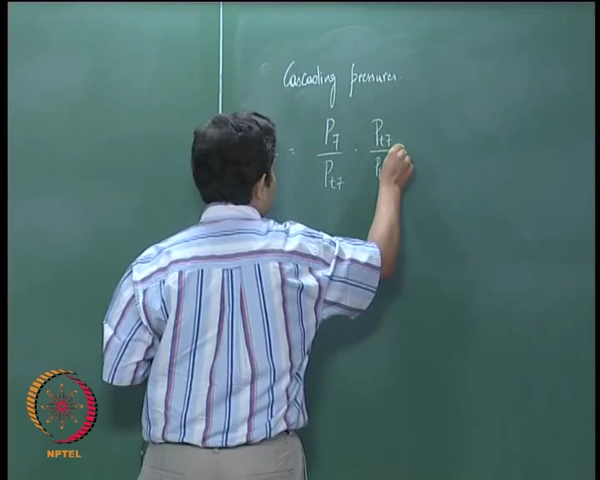 Cascading pressures.
= P7 / Pt7 . Pt7 / P
NPTEL